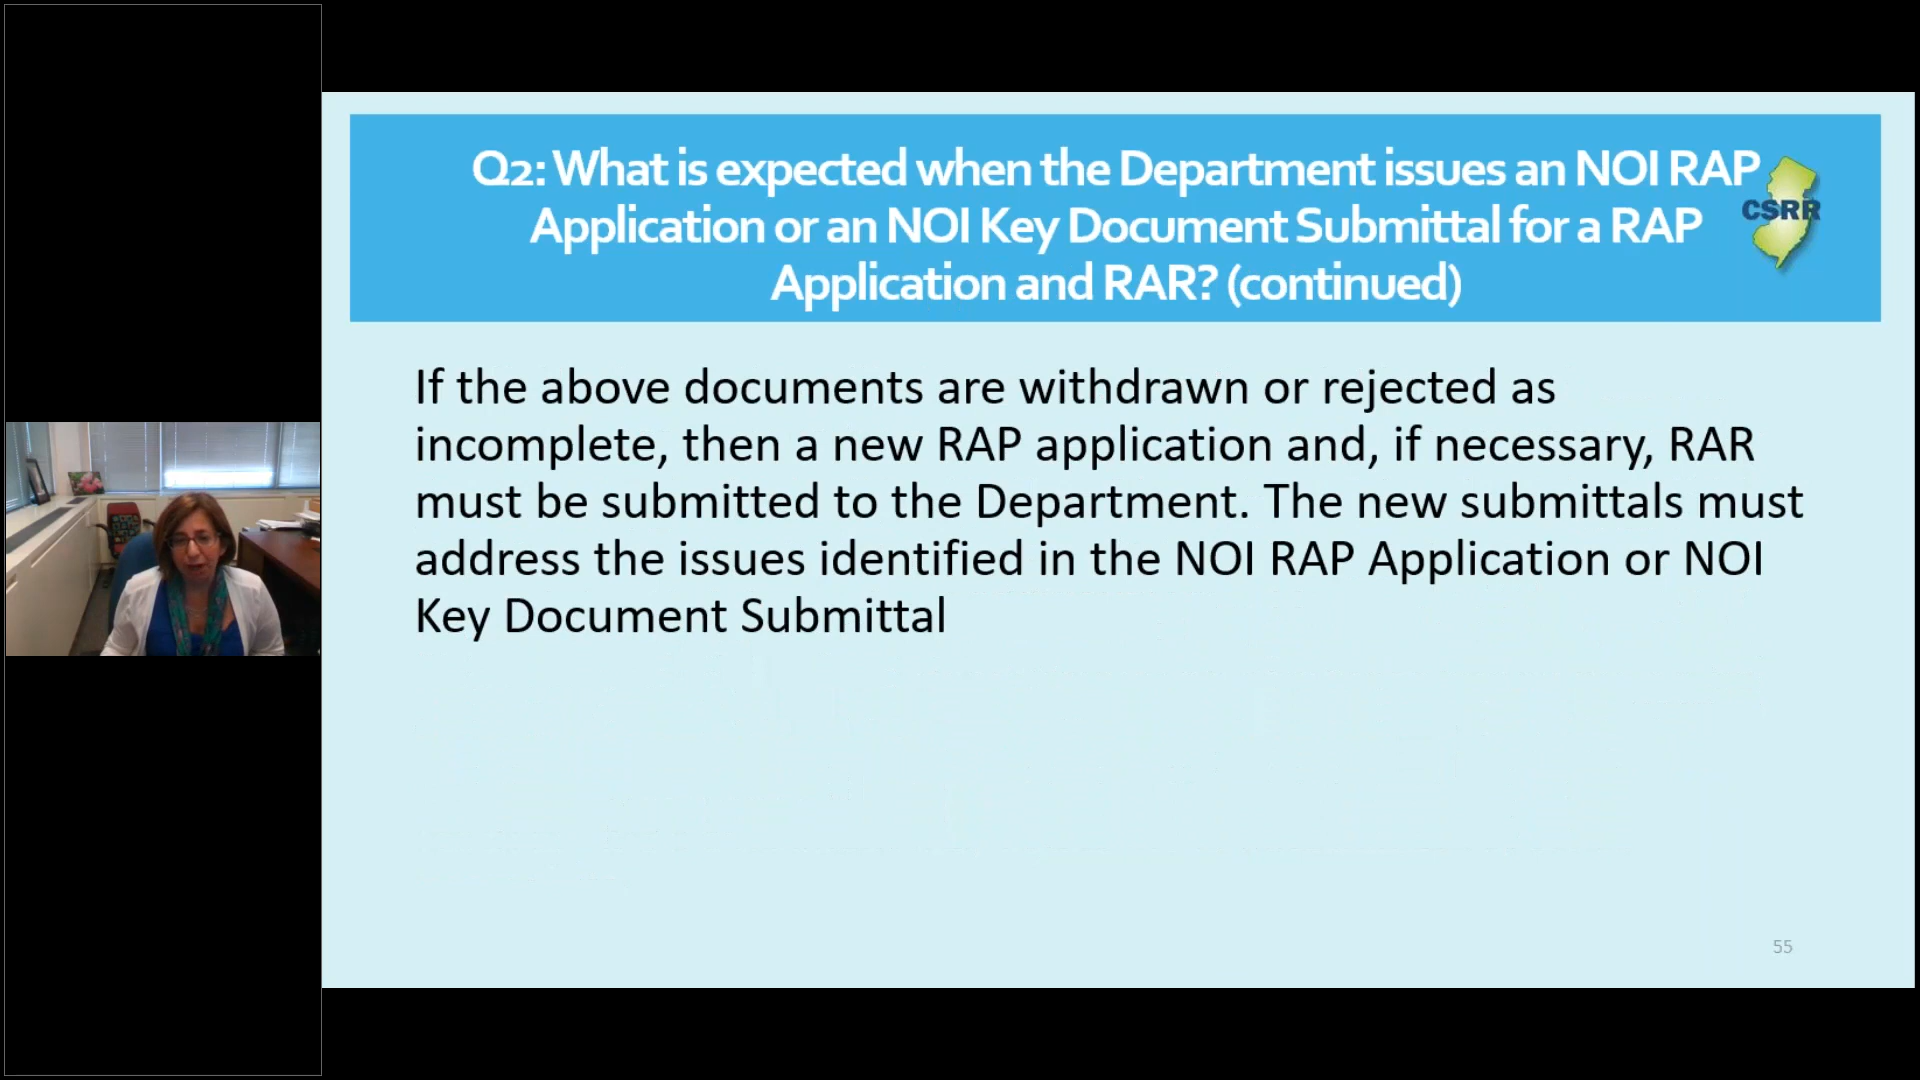 Q2: What is expected when the Department issues an NOI RAP
Application or an NOI Key Document Submittal for a RAP
Application and RAR? (continued)
CSRR
If the above documents are withdrawn or rejected as
incomplete, then a new RAP application and, if necessary, RAR
must be submitted to the Department. The new submittals must
address the issues identified in the NOI RAP Application or NOI
Key Document Submittal
55